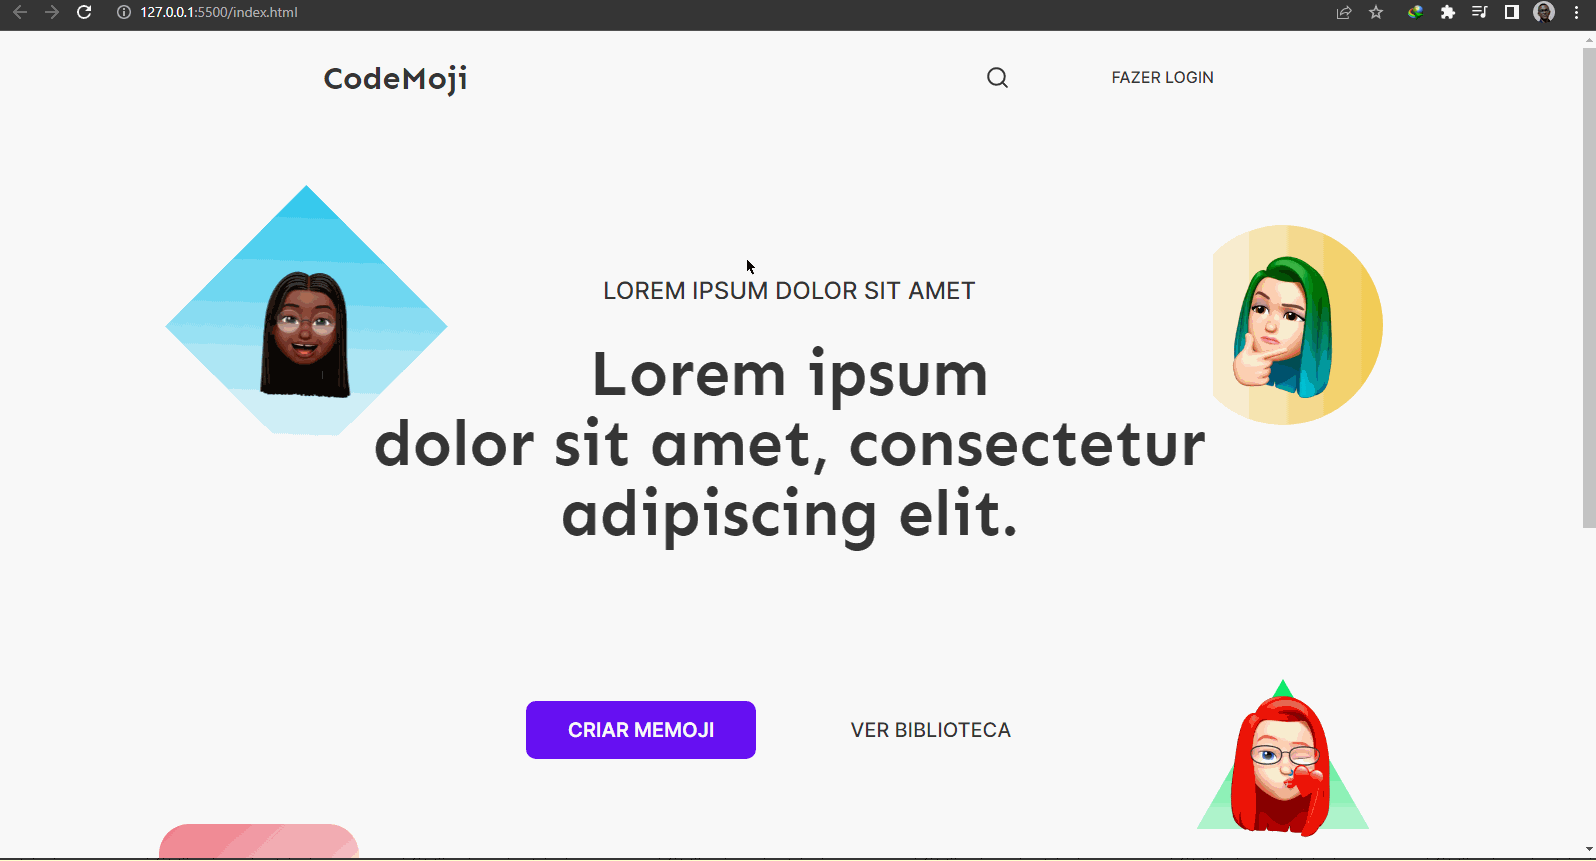 127.0.0.1:5500/index.html
CodeMoji
FAZER LOGIN
LOREM IPSUM DOLOR SIT AMET
Lorem ipsum
dolor sit amet, consectetur
adipiscing elit.
CRIAR MEMOJI
VER BIBLIOTECA